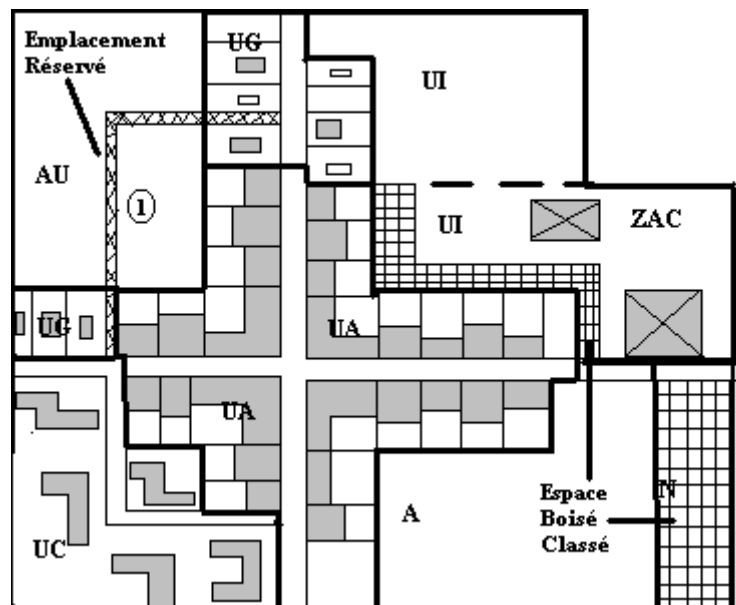 Emplacement
Réservé
UG
UI
AU
1
UI
ZAC
UG
UA
UA
Espace
Boisé
Classé
N
A
UC